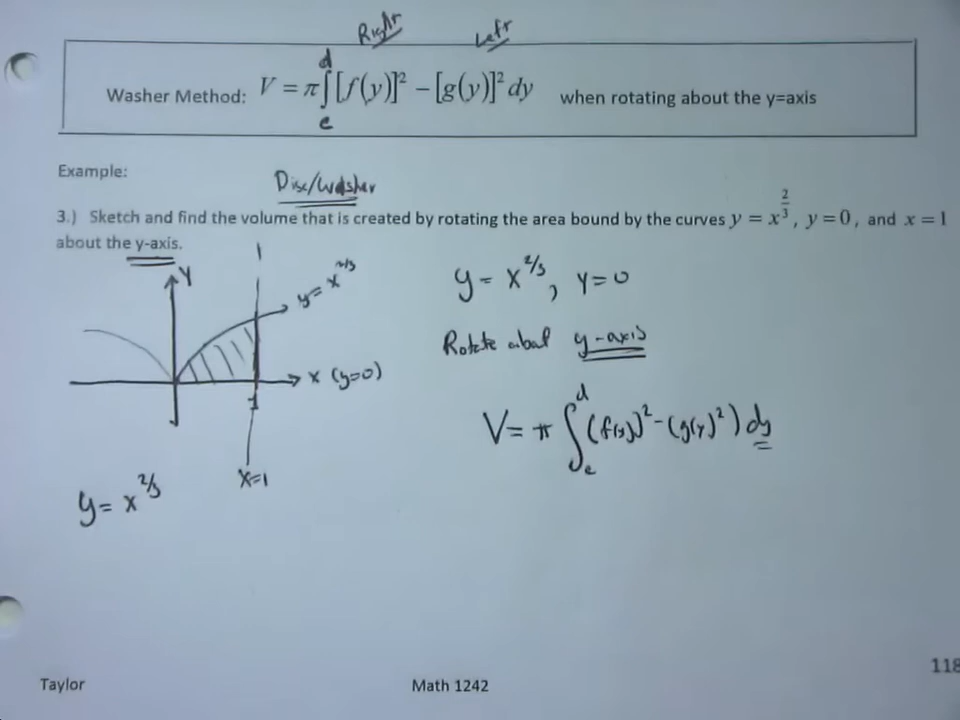 Right Left
Washer Method: V = π∫[f(y)]² − [g(y)]² dy when rotating about the y=axis
d
c
Example:
Disc/Washer
3.) Sketch and find the volume that is created by rotating the area bound by the curves y = x^{2/3}, y = 0, and x = 1
about the y-axis.
1
y
y = x^{2/3}
x (y=0)
1
x=1
y = x^{2/3}
y = x^{2/3}, y = 0
Rotate about y-axis
V = π ∫_c^d (f(y))² − (g(y)²) dy
Taylor Math 1242 118